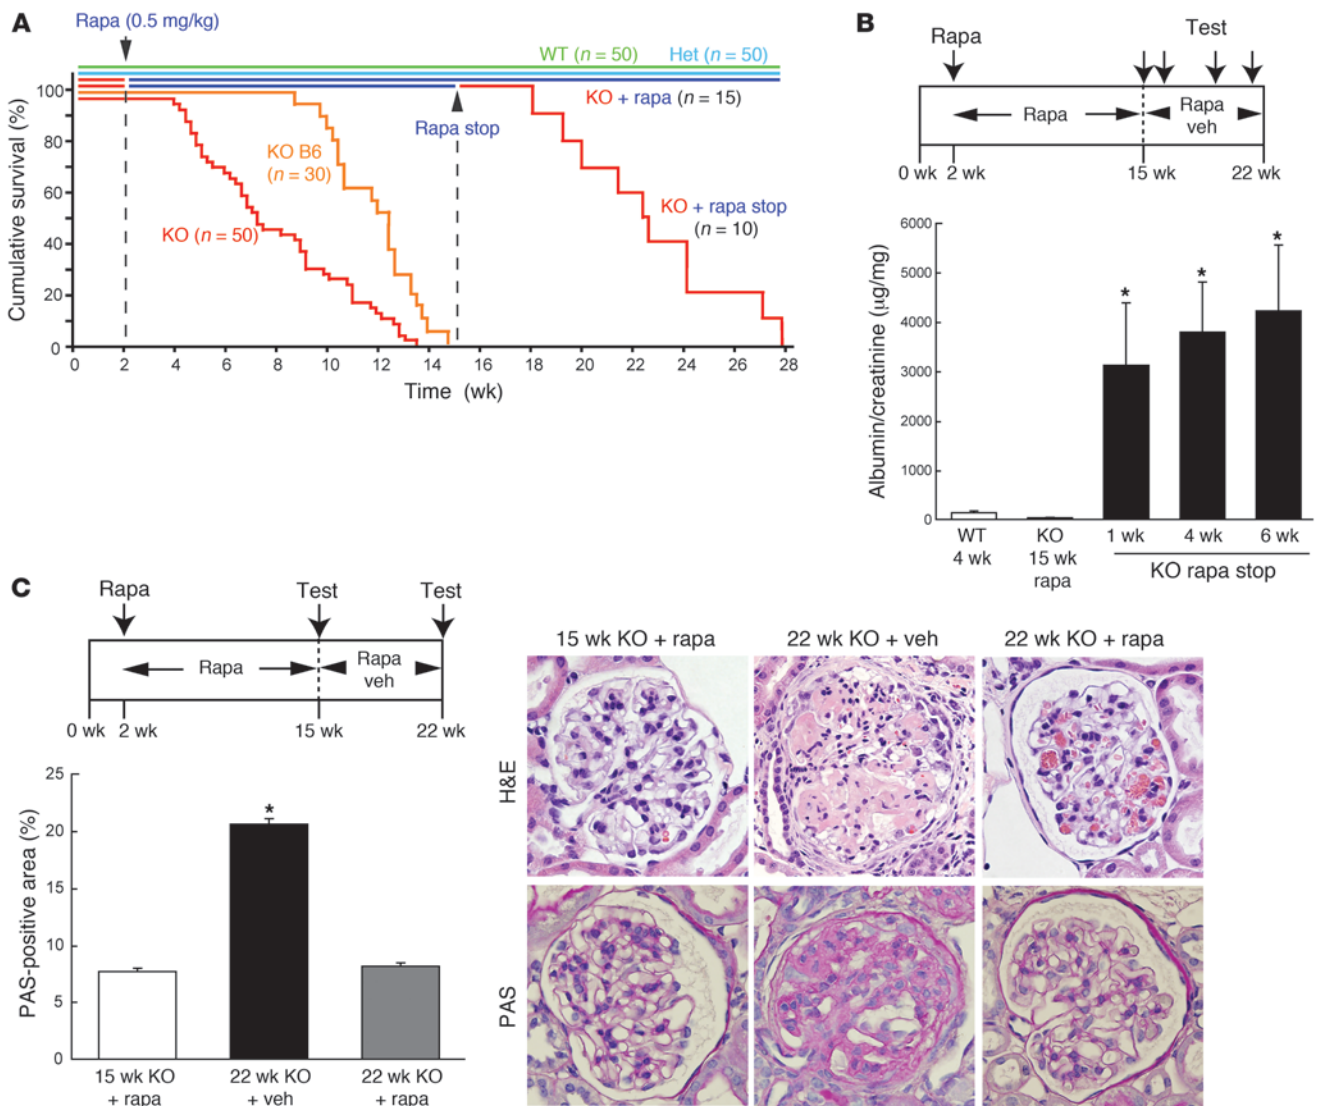 A
Rapa (0.5 mg/kg)
WT (n = 50)
Het (n = 50)
KO + rapa (n = 15)
Rapa stop
KO B6
(n = 30)
KO (n = 50)
KO + rapa stop
(n = 10)
Cumulative survival (%)
100
80
60
40
20
0
0 2 4 6 8 10 12 14 16 18 20 22 24 26 28
Time (wk)
B
Rapa
Test
Rapa
Rapa
veh
0 wk 2 wk 15 wk 22 wk
Albumin/creatinine (μg/mg)
6000
5000
4000
3000
2000
1000
0
* * *
WT
4 wk
KO
15 wk
rapa
1 wk 4 wk 6 wk
KO rapa stop
C
Rapa Test Test
Rapa
Rapa
veh
0 wk 2 wk 15 wk 22 wk
PAS-positive area (%)
25
20
15
10
5
0
*
15 wk KO
+ rapa
22 wk KO
+ veh
22 wk KO
+ rapa
15 wk KO + rapa 22 wk KO + veh 22 wk KO + rapa
H&E
PAS